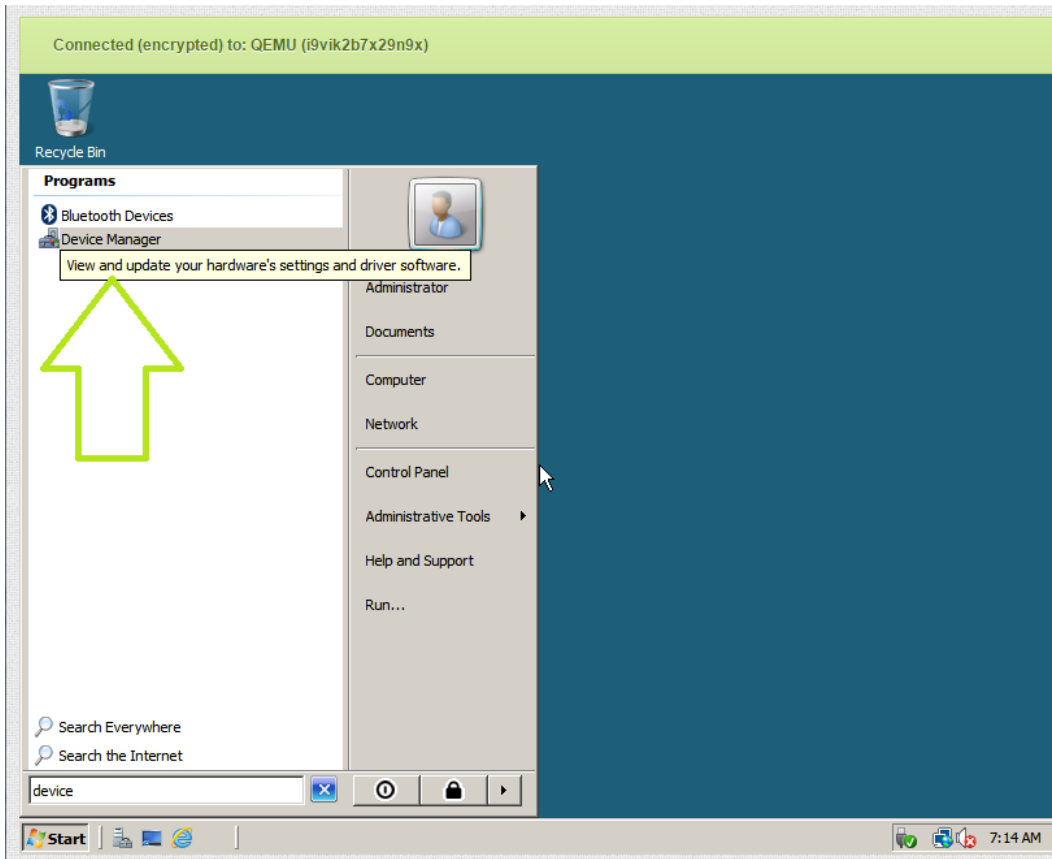 Connected (encrypted) to: QEMU (i9vik2b7x29n9x)
Recycle Bin
Programs
Bluetooth Devices
Device Manager
View and update your hardware's settings and driver software.
Administrator
Documents
Computer
Network
Control Panel
Administrative Tools
Help and Support
Run...
Search Everywhere
Search the Internet
device
Start
7:14 AM